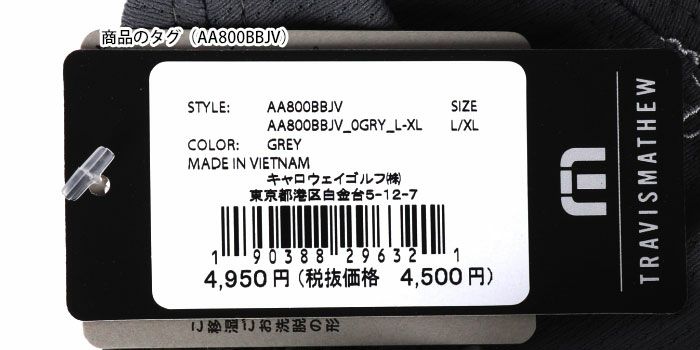 商品のタグ（AA800BBJV）
STYLE: AA800BBJV SIZE
AA800BBJV_0GRY_L-XL L/XL
COLOR: GREY
MADE IN VIETNAM
キャロウェイゴルフ㈱
東京都港区白金台5-12-7
1 90388 29632 1
4,950円（税抜価格 4,500円）
TRAVISMATHEW